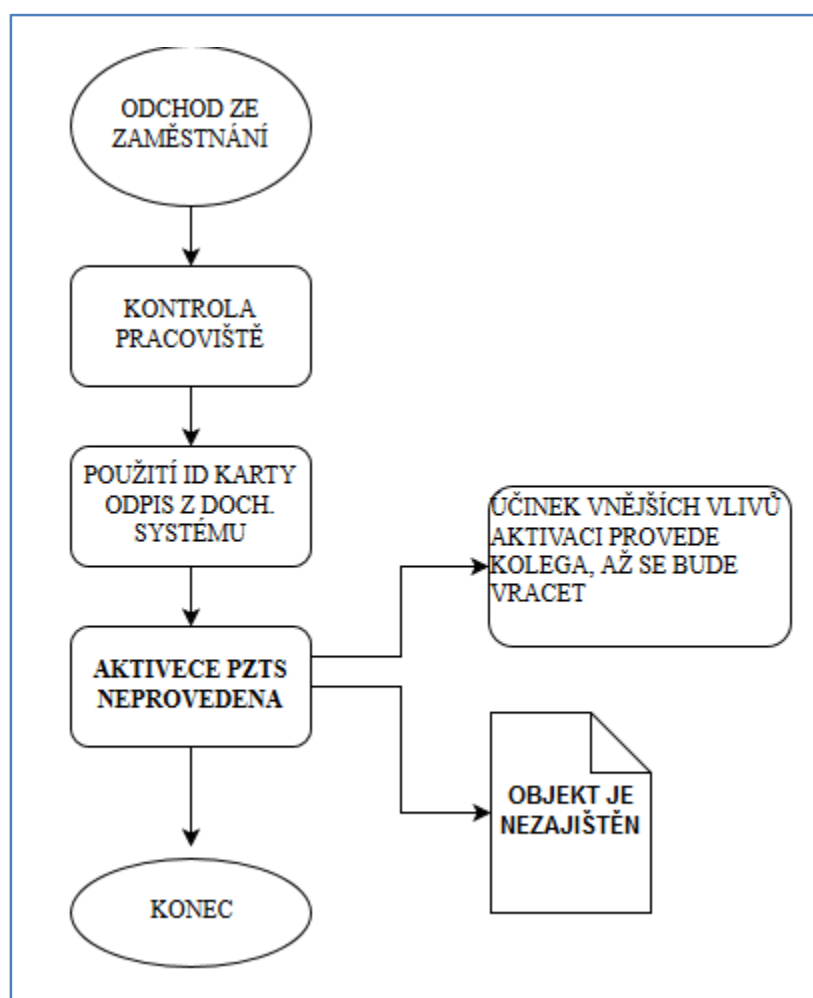 ODCHOD ZE
ZAMĚSTNÁNÍ
KONTROLA
PRACOVIŠTĚ
POUŽITÍ ID KARTY
ODPIS Z DOCH.
SYSTÉMU
AKTIVECE PZTS
NEPROVEDENA
ÚČINEK VNĚJŠÍCH VLIVŮ
AKTIVACI PROVEDE
KOLEGA, AŽ SE BUDE
VRACET
OBJEKT JE
NEZAJIŠTĚN
KONEC